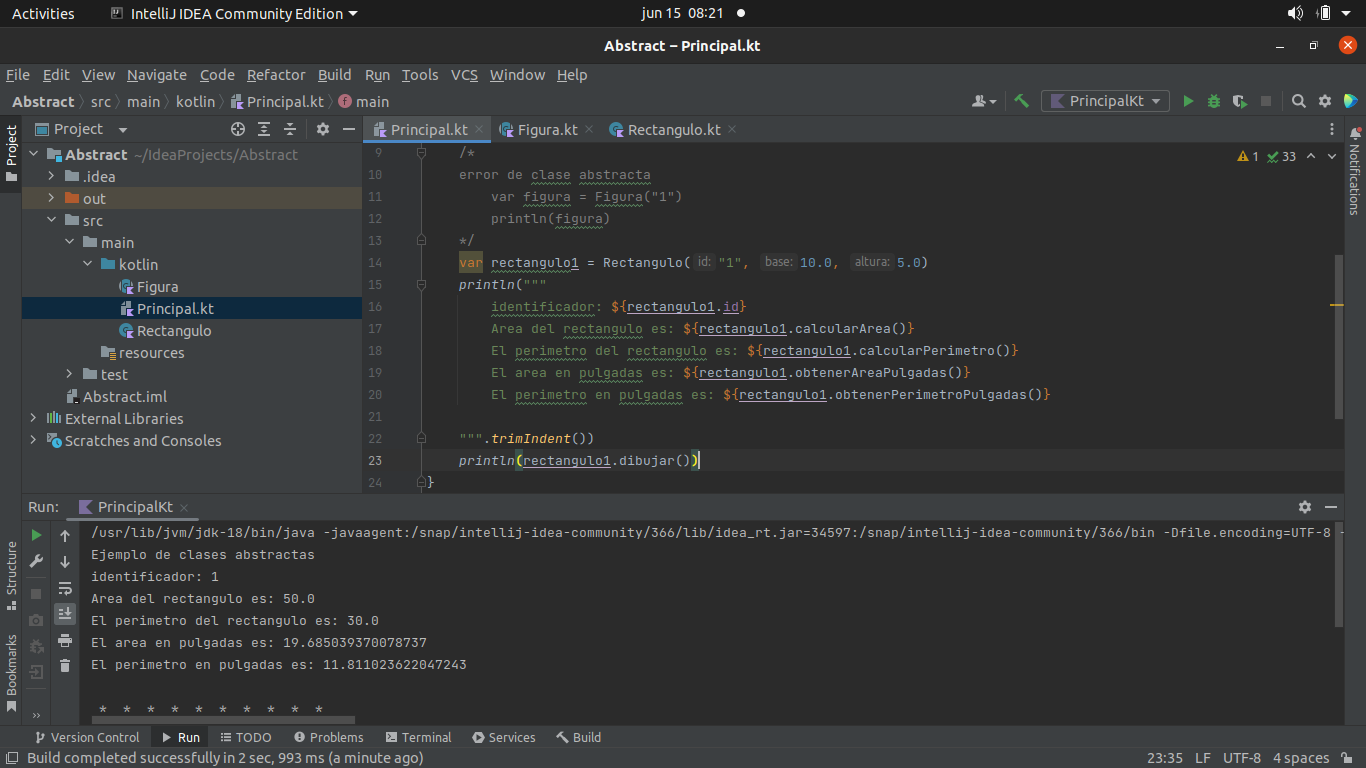 Activities IntelliJ IDEA Community Edition jun 15 08:21
Abstract – Principal.kt
File Edit View Navigate Code Refactor Build Run Tools VCS Window Help
Abstract src main kotlin Principal.kt main PrincipalKt
Project
Principal.kt Figura.kt Rectangulo.kt
Project
Notifications
Abstract ~/IdeaProjects/Abstract
.idea
out
src
main
kotlin
Figura
Principal.kt
Rectangulo
resources
test
Abstract.iml
External Libraries
Scratches and Consoles
1 33
9 /*
10 error de clase abstracta
11 var figura = Figura("1")
12 println(figura)
13 */
14 var rectangulo1 = Rectangulo( id: "1", base: 10.0, altura: 5.0)
15 println("""
16 identificador: ${rectangulo1.id}
17 Area del rectangulo es: ${rectangulo1.calcularArea()}
18 El perimetro del rectangulo es: ${rectangulo1.calcularPerimetro()}
19 El area en pulgadas es: ${rectangulo1.obtenerAreaPulgadas()}
20 El perimetro en pulgadas es: ${rectangulo1.obtenerPerimetroPulgadas()}
21
22 """.trimIndent())
23 println(rectangulo1.dibujar())
24 }
Run: PrincipalKt
/usr/lib/jvm/jdk-18/bin/java -javaagent:/snap/intellij-idea-community/366/lib/idea_rt.jar=34597:/snap/intellij-idea-community/366/bin -Dfile.encoding=UTF-8 -
Ejemplo de clases abstractas
identificador: 1
Area del rectangulo es: 50.0
El perimetro del rectangulo es: 30.0
El area en pulgadas es: 19.685039370078737
El perimetro en pulgadas es: 11.811023622047243
* * * * * * * * * *
Structure
Bookmarks
Version Control Run TODO Problems Terminal Services Build
Build completed successfully in 2 sec, 993 ms (a minute ago) 23:35 LF UTF-8 4 spaces